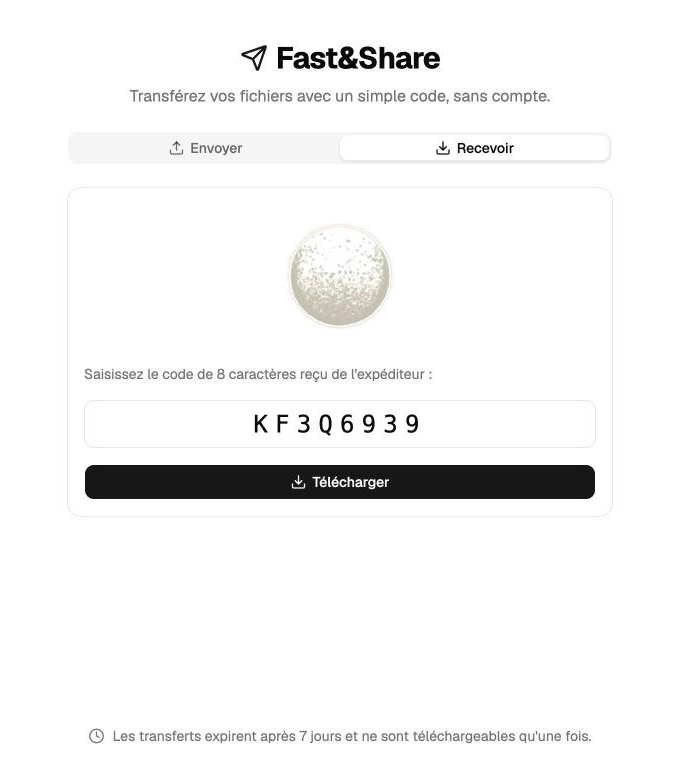 Fast&Share
Transférez vos fichiers avec un simple code, sans compte.
Envoyer
Recevoir
Saisissez le code de 8 caractères reçu de l'expéditeur :
KF3Q6939
Télécharger
Les transferts expirent après 7 jours et ne sont téléchargeables qu'une fois.